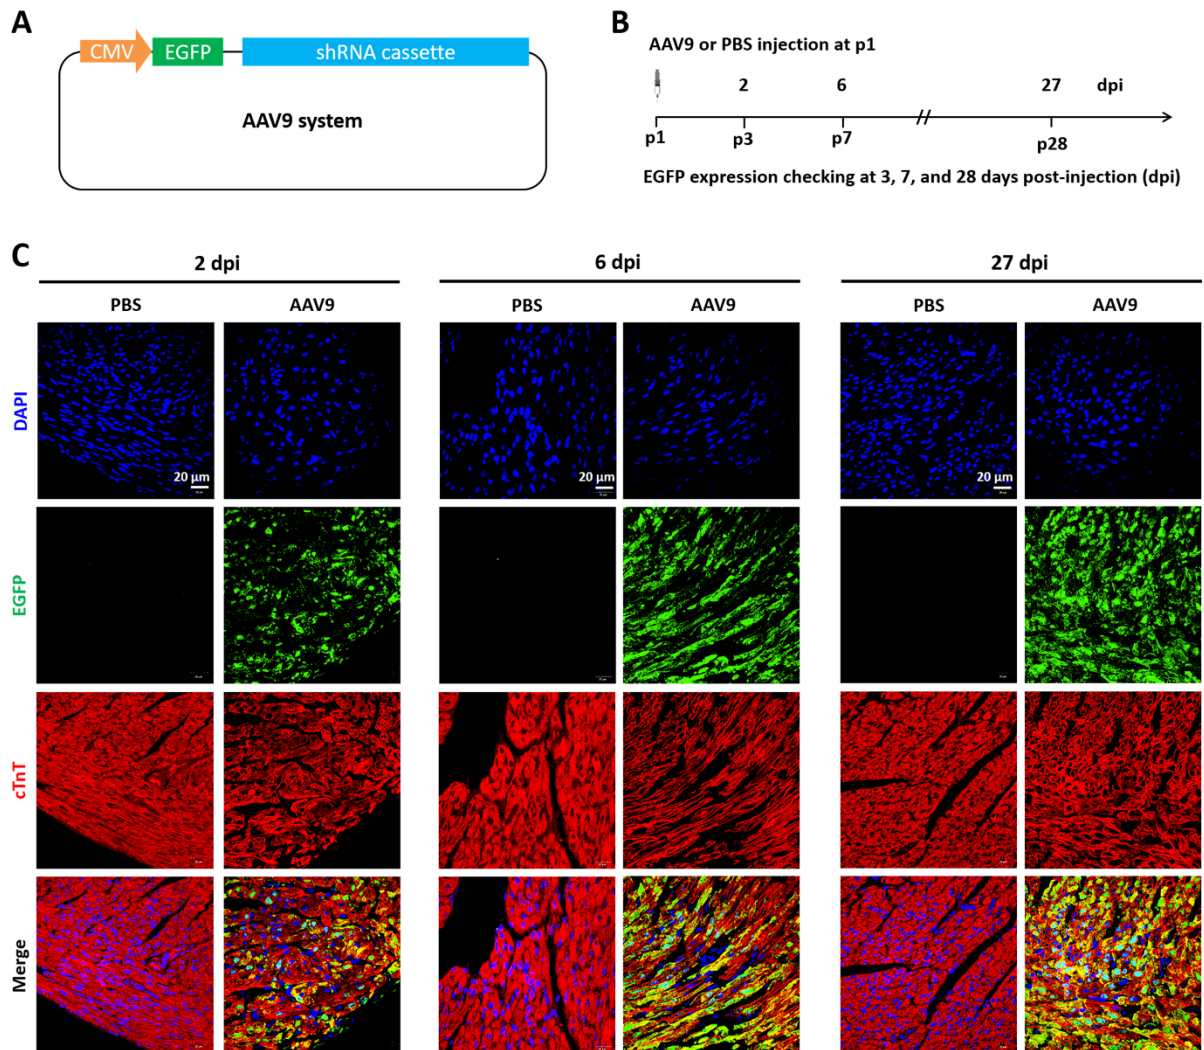 A
CMV
EGFP
shRNA cassette
AAV9 system
B
AAV9 or PBS injection at p1
2 6 27 dpi
p1 p3 p7 p28
EGFP expression checking at 3, 7, and 28 days post-injection (dpi)
C
2 dpi 6 dpi 27 dpi
PBS AAV9 PBS AAV9 PBS AAV9
DAPI
20 µm 20 µm 20 µm
EGFP
cTnT
Merge